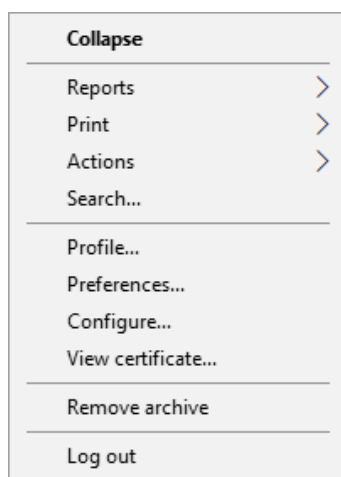 Collapse
Reports
Print
Actions
Search...
Profile...
Preferences...
Configure...
View certificate...
Remove archive
Log out